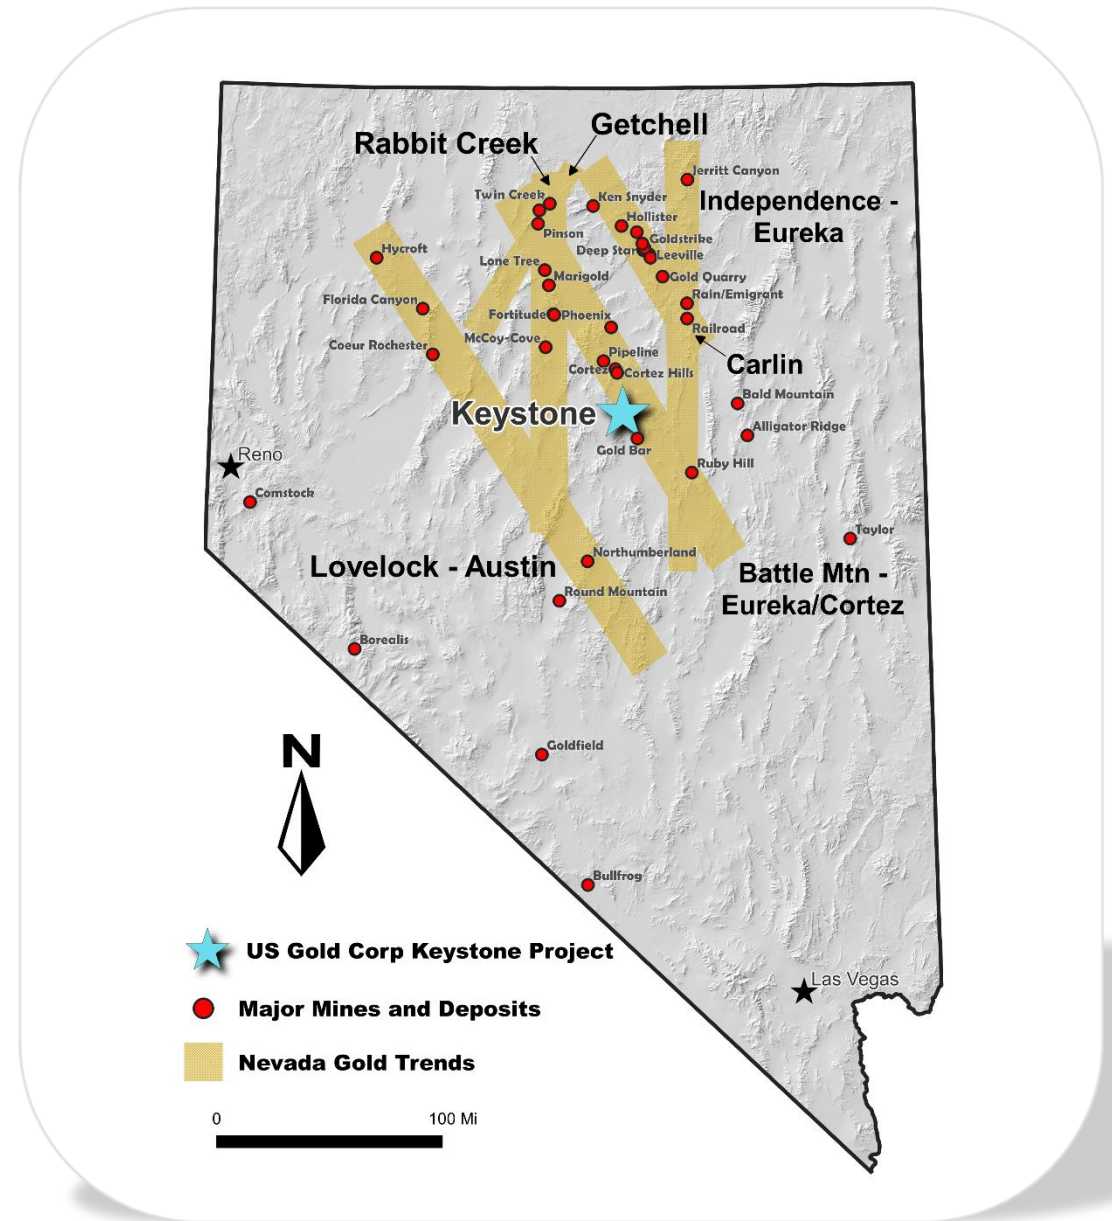 Getchell
Rabbit Creek
Jerritt Canyon
Twin Creek
Ken Snyder
Independence -
Eureka
Hollister
Pinson
Goldstrike
Deep Star
Leeville
Hycroft
Lone Tree
Marigold
Gold Quarry
Rain/Emigrant
Florida Canyon
Fortitude
Phoenix
Railroad
McCoy-Cove
Coeur Rochester
Pipeline
Carlin
Cortez
Cortez Hills
Bald Mountain
Keystone
Alligator Ridge
Gold Bar
Reno
Ruby Hill
Comstock
Taylor
Northumberland
Lovelock - Austin
Battle Mtn -
Eureka/Cortez
Round Mountain
Borealis
N
Goldfield
Bullfrog
US Gold Corp Keystone Project
Las Vegas
Major Mines and Deposits
Nevada Gold Trends
0 100 Mi